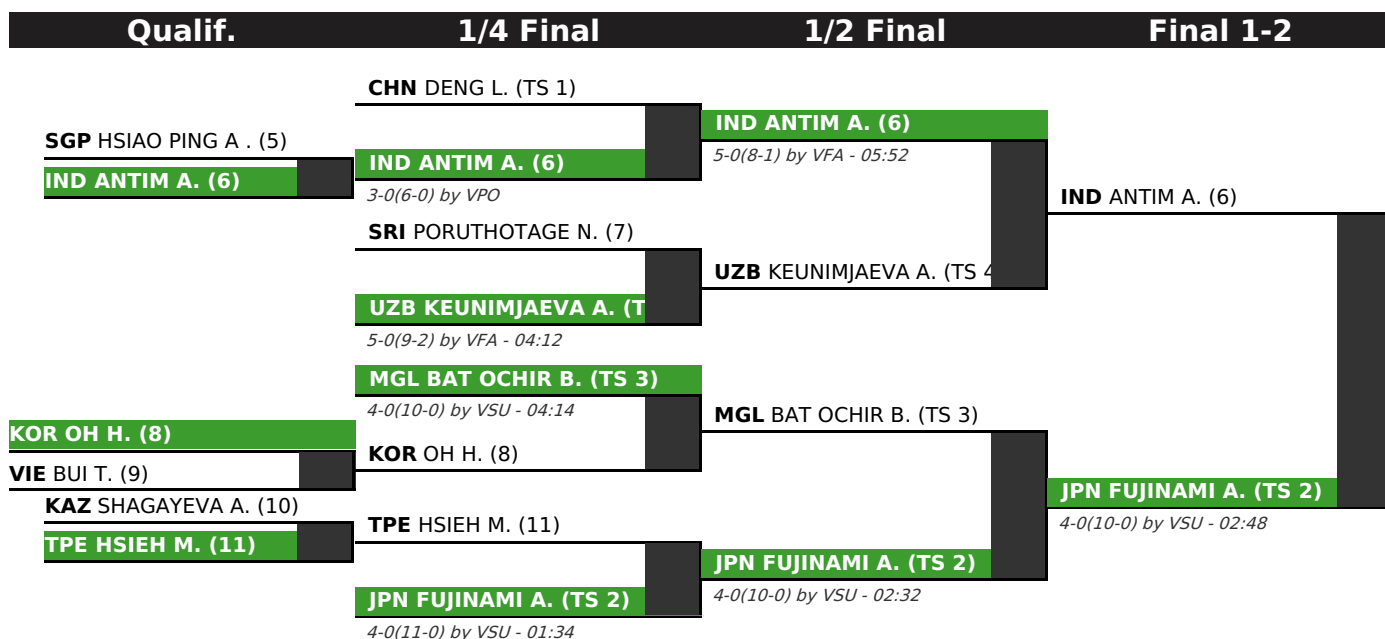 Qualif.
1/4 Final
1/2 Final
Final 1-2
SGP HSIAO PING A . (5)
IND ANTIM A. (6)
KOR OH H. (8)
VIE BUI T. (9)
KAZ SHAGAYEVA A. (10)
TPE HSIEH M. (11)
CHN DENG L. (TS 1)
IND ANTIM A. (6)
3-0(6-0) by VPO
SRI PORUTHOTAGE N. (7)
UZB KEUNIMJAEVA A. (T
5-0(9-2) by VFA - 04:12
MGL BAT OCHIR B. (TS 3)
4-0(10-0) by VSU - 04:14
KOR OH H. (8)
TPE HSIEH M. (11)
JPN FUJINAMI A. (TS 2)
4-0(11-0) by VSU - 01:34
IND ANTIM A. (6)
5-0(8-1) by VFA - 05:52
UZB KEUNIMJAEVA A. (TS 4
MGL BAT OCHIR B. (TS 3)
JPN FUJINAMI A. (TS 2)
4-0(10-0) by VSU - 02:32
IND ANTIM A. (6)
JPN FUJINAMI A. (TS 2)
4-0(10-0) by VSU - 02:48